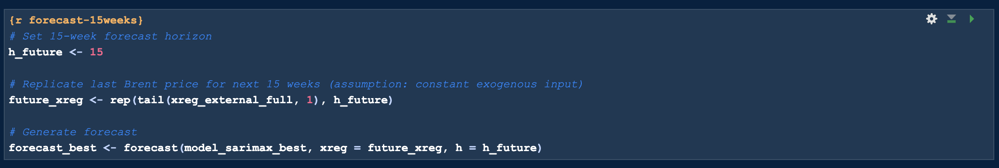 {r forecast-15weeks}
# Set 15-week forecast horizon
h_future <- 15
# Replicate last Brent price for next 15 weeks (assumption: constant exogenous input)
future_xreg <- rep(tail(xreg_external_full, 1), h_future)
# Generate forecast
forecast_best <- forecast(model_sarimax_best, xreg = future_xreg, h = h_future)